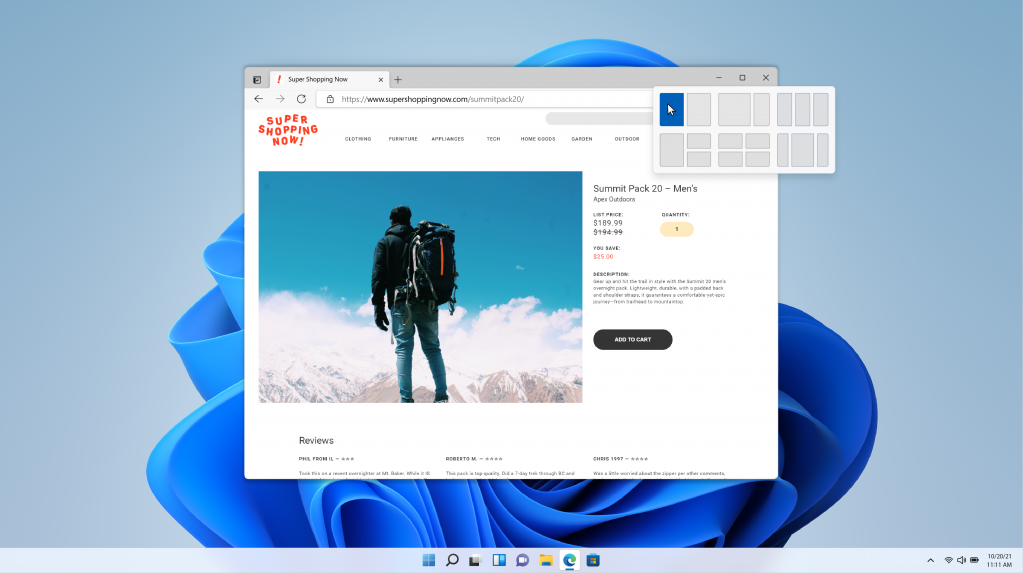 Super Shopping Now
https://www.supershoppingnow.com/summitpack20/
SUPER
SHOPPING
NOW!
CLOTHING FURNITURE APPLIANCES TECH HOME GOODS GARDEN OUTDOOR
Summit Pack 20 – Men's
Apex Outdoors
LIST PRICE: QUANTITY:
$189.99 1
$194.99
YOU SAVE:
$25.00
DESCRIPTION:
Gear up and hit the trail in style with the Summit 20 men's
overnight pack. Lightweight, durable, with a padded back
and shoulder straps, it guarantees a comfortable-yet-epic
journey—from trailhead to mountaintop.
ADD TO CART
Reviews
PHIL FROM IL – ★★★ ROBERTO M. – ★★★★ CHRIS 1997 – ★★★★
Took this on a recent overnighter at Mt. Baker. While it is This pack is top-quality. Did a 7-day trek through BC and Was a little worried about the zipper per other comments,
10/20/21
11:11 AM